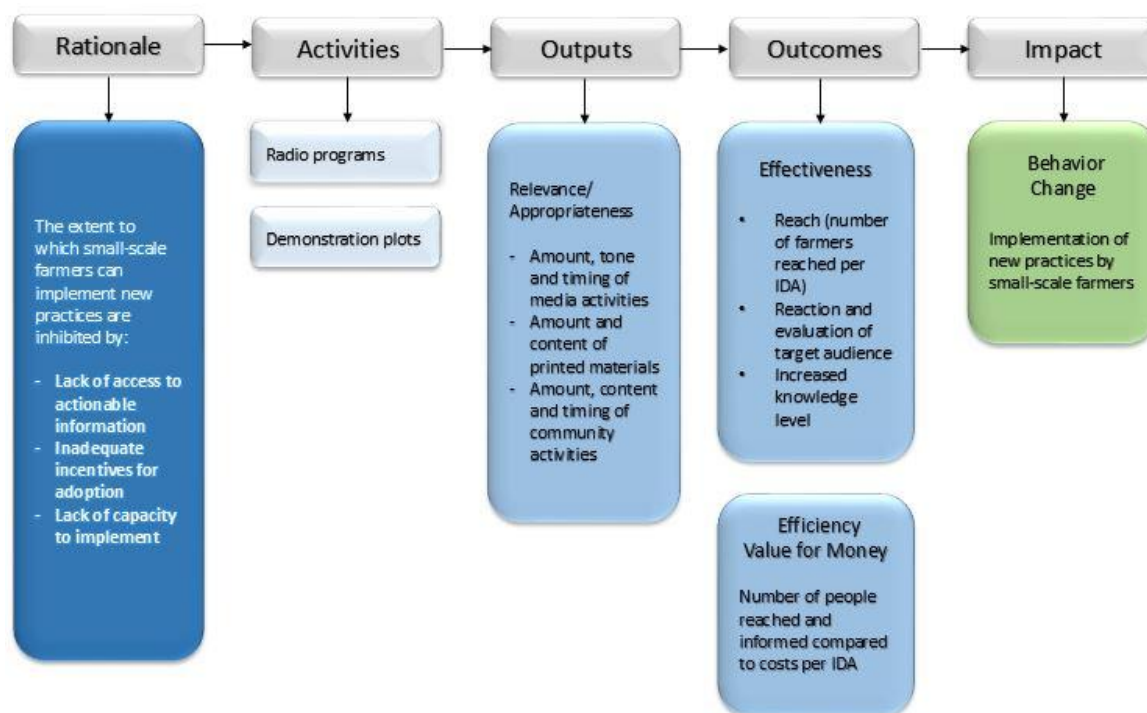 Rationale
Activities
Outputs
Outcomes
Impact
The extent to
which small-scale
farmers can
implement new
practices are
inhibited by:
- Lack of access to
actionable
information
- Inadequate
incentives for
adoption
- Lack of capacity
to implement
Radio programs
Demonstration plots
Relevance/
Appropriateness
- Amount, tone
and timing of
media activities
- Amount and
content of
printed materials
- Amount, content
and timing of
community
activities
Effectiveness
• Reach (number
of farmers
reached per
IDA)
• Reaction and
evaluation of
target audience
• Increased
knowledge
level
Efficiency
Value for Money
Number of people
reached and
informed compared
to costs per IDA
Behavior
Change
Implementation of
new practices by
small-scale farmers